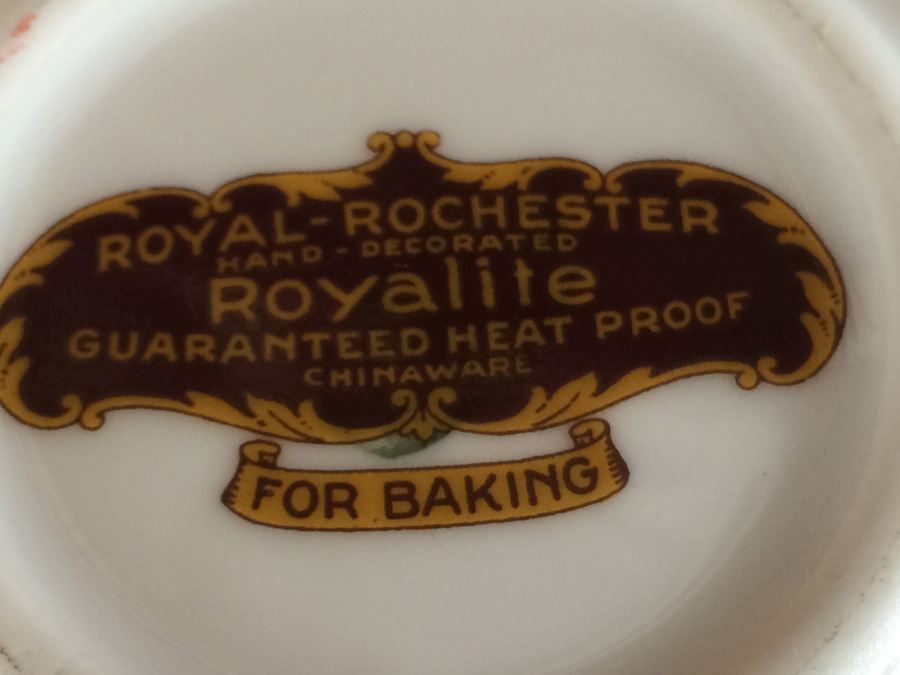 ROYAL-ROCHESTER
HAND-DECORATED
Royalite
GUARANTEED HEAT PROOF
CHINAWARE
FOR BAKING